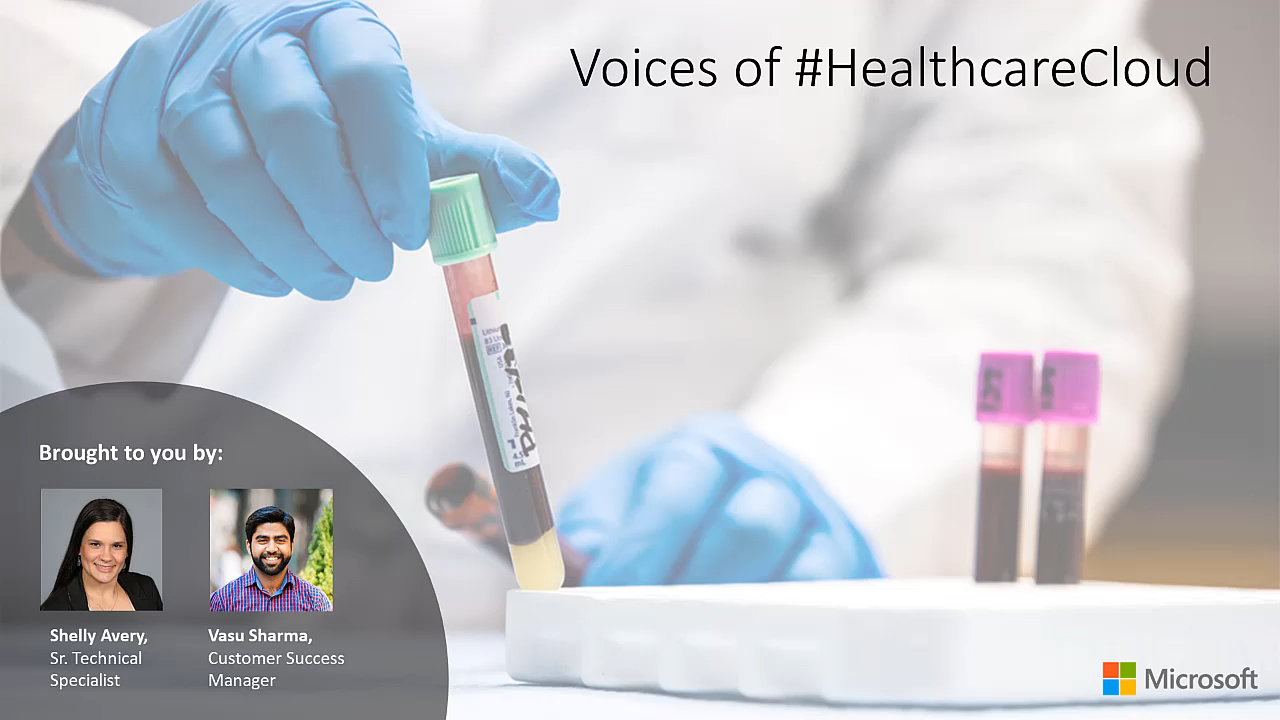 Voices of #HealthcareCloud
Brought to you by:
Shelly Avery,
Sr. Technical
Specialist
Vasu Sharma,
Customer Success
Manager
Microsoft